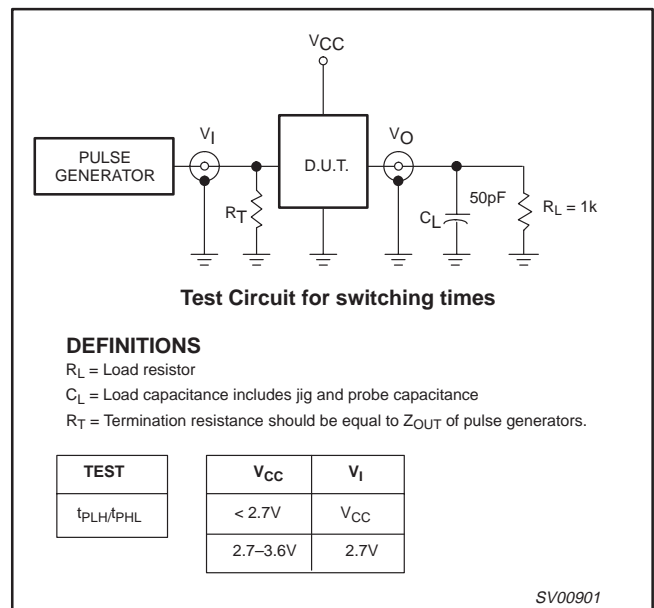 VCC
PULSE
GENERATOR
VI
D.U.T.
VO
RT
50pF
CL
RL = 1k
Test Circuit for switching times
DEFINITIONS
RL = Load resistor
CL = Load capacitance includes jig and probe capacitance
RT = Termination resistance should be equal to ZOUT of pulse generators.
TEST
tPLH/tPHL
VCC VI
< 2.7V VCC
2.7–3.6V 2.7V
SV00901